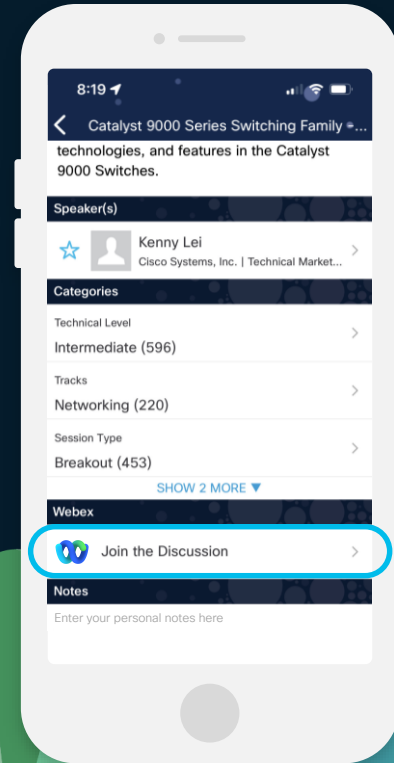 8:19
Catalyst 9000 Series Switching Family -...
technologies, and features in the Catalyst
9000 Switches.
Speaker(s)
Kenny Lei
Cisco Systems, Inc. | Technical Market...
Categories
Technical Level
Intermediate (596)
Tracks
Networking (220)
Session Type
Breakout (453)
SHOW 2 MORE ▼
Webex
Join the Discussion
Notes
Enter your personal notes here